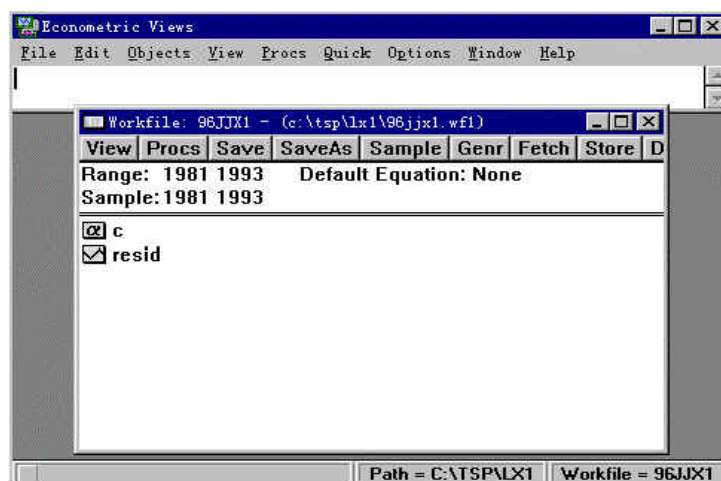 Econometric Views
File Edit Objects View Procs Quick Options Window Help
Workfile: 96JJX1 - (c:\tsp\lx1\96jjx1.wf1)
View Procs Save SaveAs Sample Genr Fetch Store D
Range: 1981 1993 Default Equation: None
Sample: 1981 1993
α c
resid
Path = C:\TSP\LX1 Workfile = 96JJX1